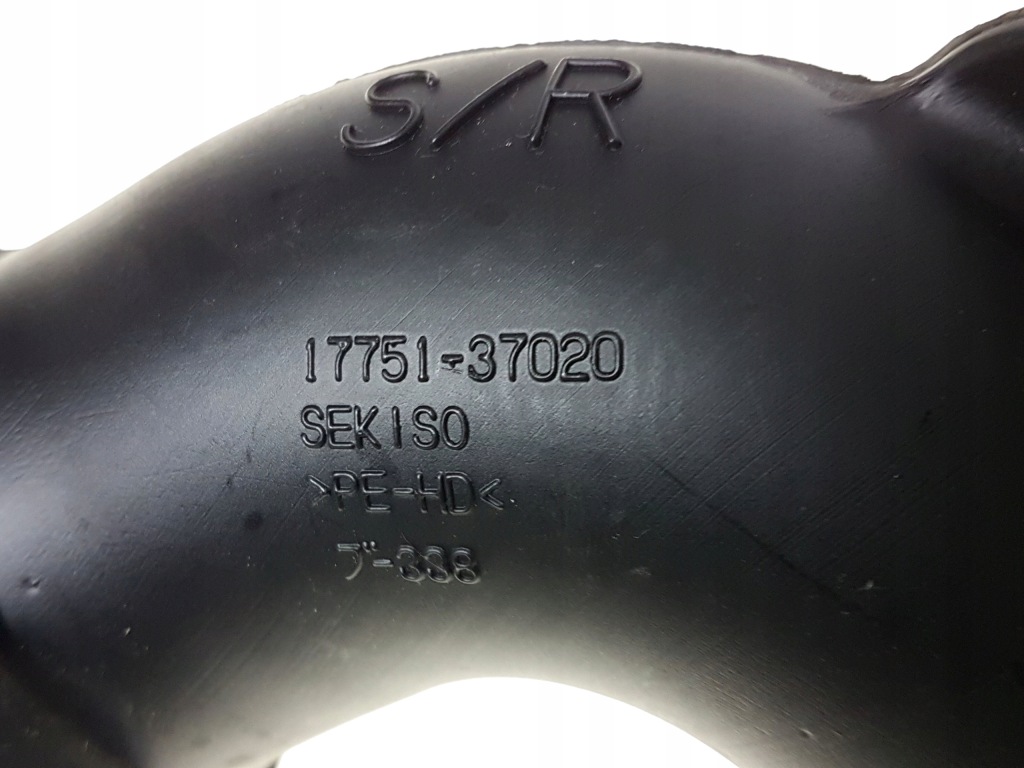 S/R
17751-37020
SEKISO
>PE-HD<
ブ-338